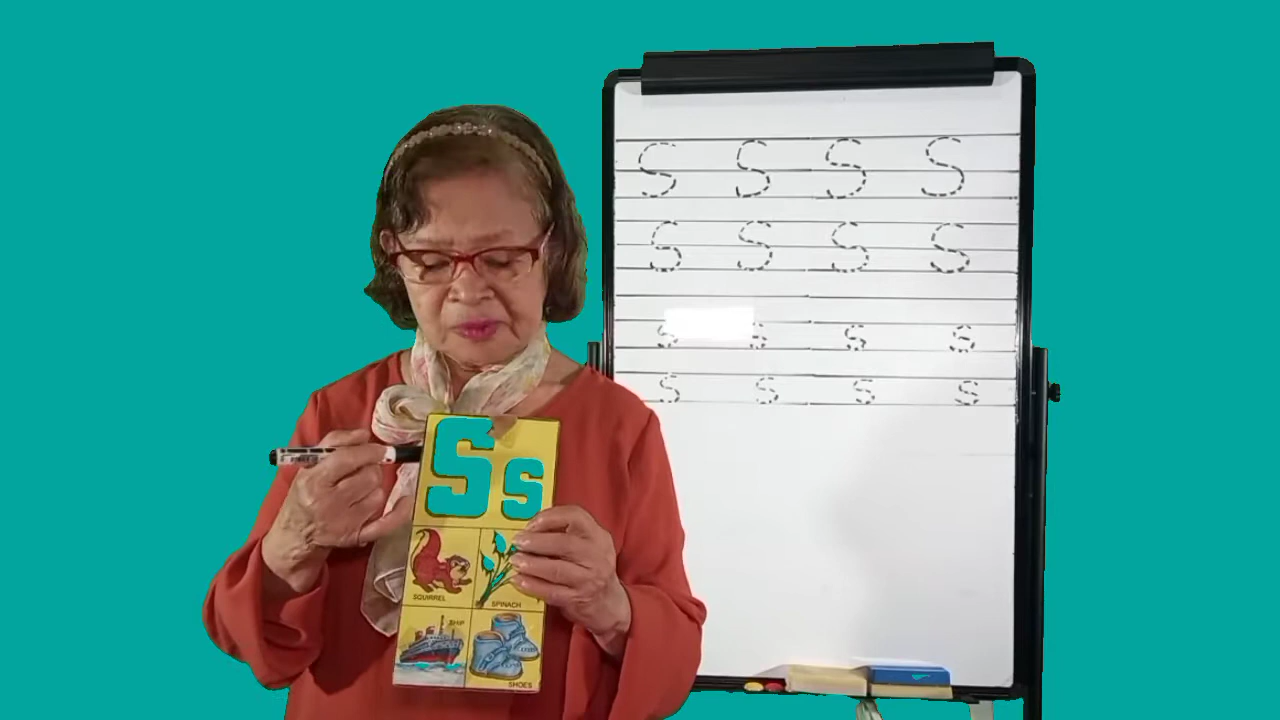 S S S S
S S S S
s s s s
s s s s
Ss
SQUIRREL
SPINACH
SHIP
SHOES